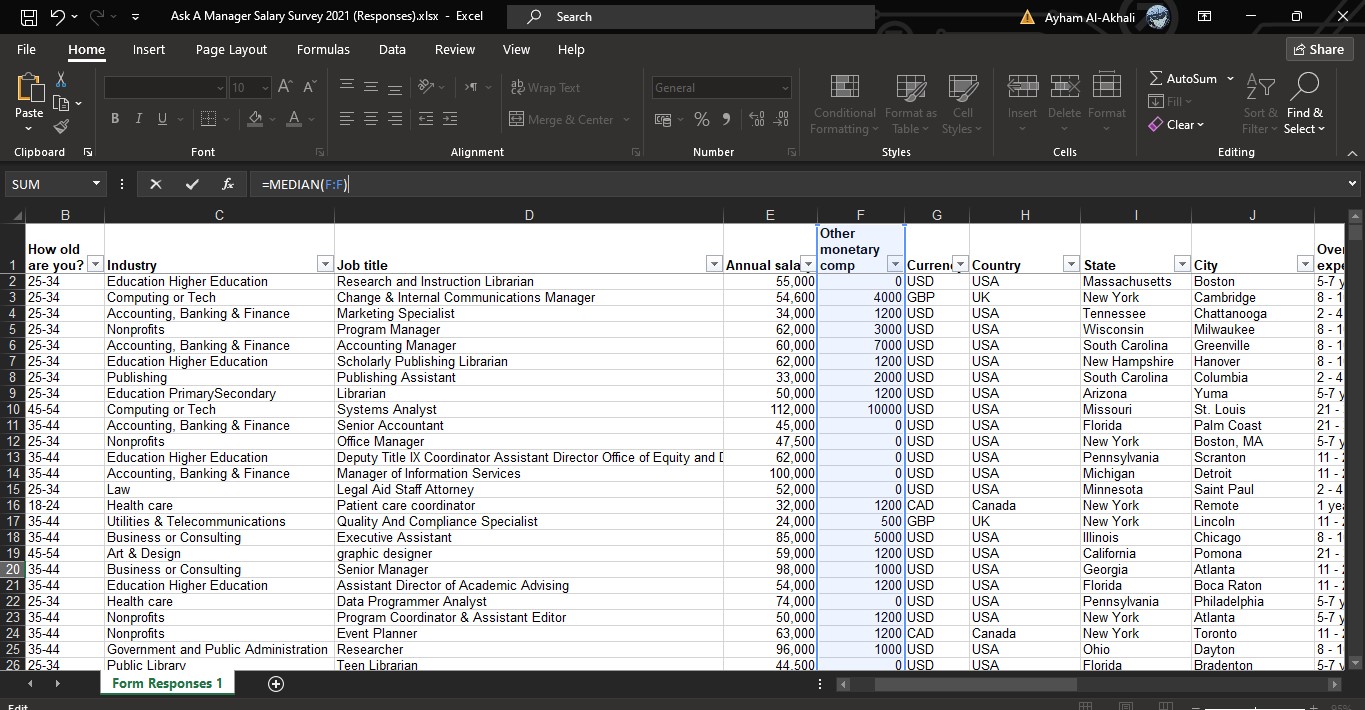 Ask A Manager Salary Survey 2021 (Responses).xlsx - Excel
Search
Ayham Al-Akhali
File Home Insert Page Layout Formulas Data Review View Help
Share
Paste
10
A A
B I U
A
ab Wrap Text
Merge & Center
General
% 9
Conditional Formatting
Format as Table
Cell Styles
Insert Delete Format
AutoSum
Fill
Clear
Sort & Filter
Find & Select
Clipboard Font Alignment Number Styles Cells Editing
SUM fx =MEDIAN(F:F)
B C D E F G H I J
1 How old are you? Industry Job title Annual sala Other monetary comp Curren Country State City Over expe
2 25-34 Education Higher Education Research and Instruction Librarian 55,000 0 USD USA Massachusetts Boston 5-7 y
3 25-34 Computing or Tech Change & Internal Communications Manager 54,600 4000 GBP UK New York Cambridge 8 - 1
4 25-34 Accounting, Banking & Finance Marketing Specialist 34,000 1200 USD USA Tennessee Chattanooga 2 - 4
5 25-34 Nonprofits Program Manager 62,000 3000 USD USA Wisconsin Milwaukee 8 - 1
6 25-34 Accounting, Banking & Finance Accounting Manager 60,000 7000 USD USA South Carolina Greenville 8 - 1
7 25-34 Education Higher Education Scholarly Publishing Librarian 62,000 1200 USD USA New Hampshire Hanover 8 - 1
8 25-34 Publishing Publishing Assistant 33,000 2000 USD USA South Carolina Columbia 2 - 4
9 25-34 Education PrimarySecondary Librarian 50,000 1200 USD USA Arizona Yuma 5-7 y
10 45-54 Computing or Tech Systems Analyst 112,000 10000 USD USA Missouri St. Louis 21 -
11 35-44 Accounting, Banking & Finance Senior Accountant 45,000 0 USD USA Florida Palm Coast 21 -
12 25-34 Nonprofits Office Manager 47,500 0 USD USA New York Boston, MA 5-7 y
13 35-44 Education Higher Education Deputy Title IX Coordinator Assistant Director Office of Equity and D 62,000 0 USD USA Pennsylvania Scranton 11 - 2
14 35-44 Accounting, Banking & Finance Manager of Information Services 100,000 0 USD USA Michigan Detroit 11 - 2
15 25-34 Law Legal Aid Staff Attorney 52,000 0 USD USA Minnesota Saint Paul 2 - 4
16 18-24 Health care Patient care coordinator 32,000 1200 CAD Canada New York Remote 1 yea
17 35-44 Utilities & Telecommunications Quality And Compliance Specialist 24,000 500 GBP UK New York Lincoln 11 - 2
18 35-44 Business or Consulting Executive Assistant 85,000 5000 USD USA Illinois Chicago 8 - 1
19 45-54 Art & Design graphic designer 59,000 1200 USD USA California Pomona 21 -
20 35-44 Business or Consulting Senior Manager 98,000 1000 USD USA Georgia Atlanta 11 - 2
21 35-44 Education Higher Education Assistant Director of Academic Advising 54,000 1200 USD USA Florida Boca Raton 11 - 2
22 25-34 Health care Data Programmer Analyst 74,000 0 USD USA Pennsylvania Philadelphia 5-7 y
23 35-44 Nonprofits Program Coordinator & Assistant Editor 50,000 1200 USD USA New York Atlanta 5-7 y
24 35-44 Nonprofits Event Planner 63,000 1200 CAD Canada New York Toronto 11 - 2
25 35-44 Government and Public Administration Researcher 96,000 1000 USD USA Ohio Dayton 8 - 1
26 25-34 Public Library Teen Librarian 44,500 0 USD USA Florida Bradenton 5-7 y
Form Responses 1
Edit 95%